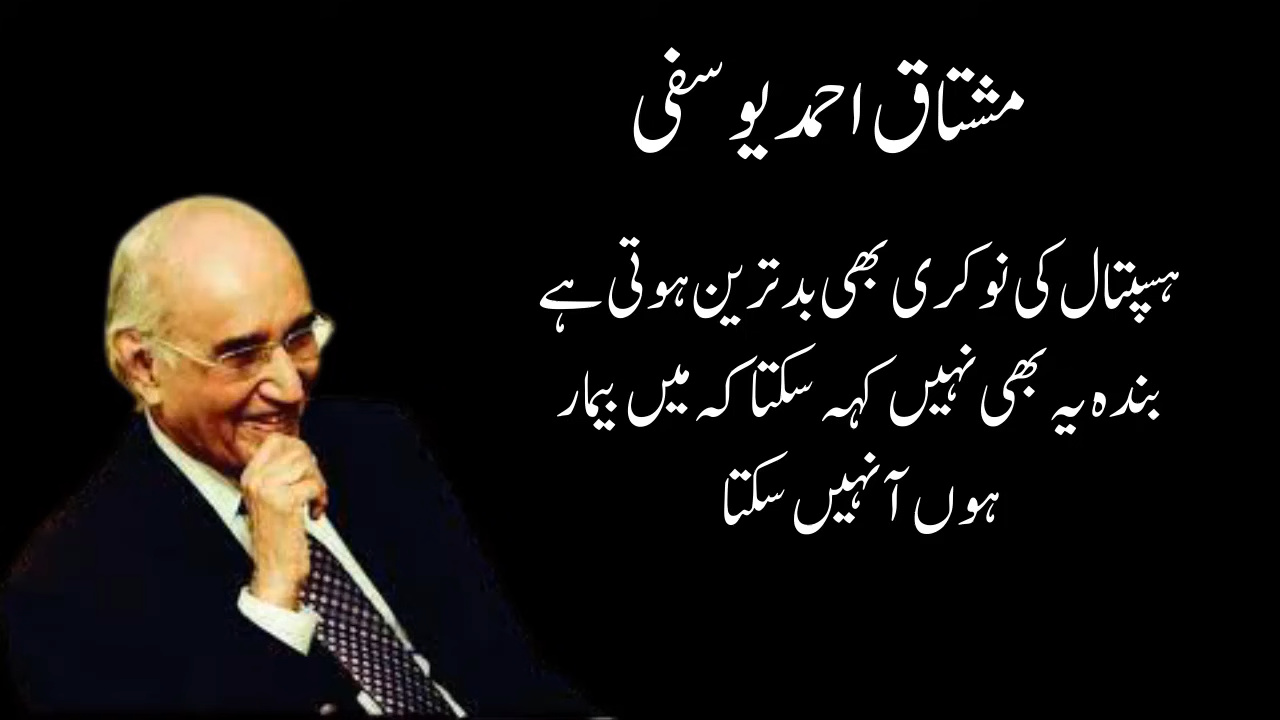 مشتاق احمد یوسفی
ہسپتال کی نوکری بھی بدترین ہوتی ہے
بندہ یہ بھی نہیں کہہ سکتا کہ میں بیمار
ہوں آ نہیں سکتا